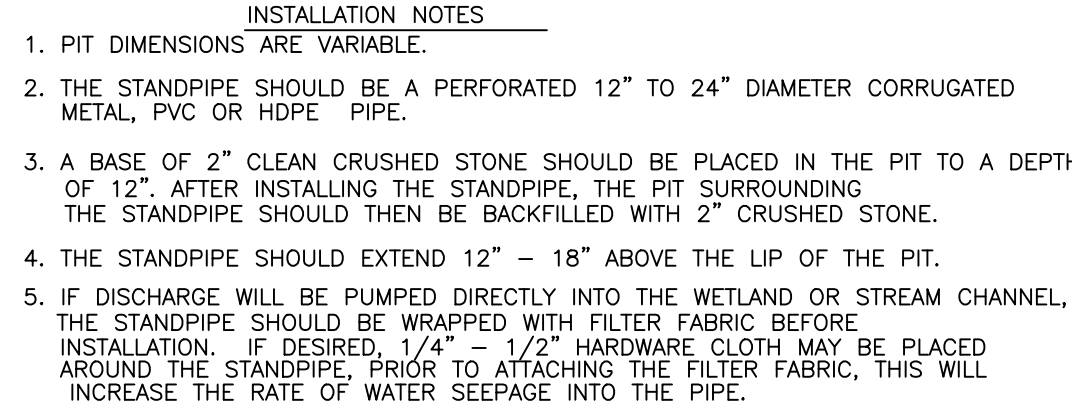 INSTALLATION NOTES
1. PIT DIMENSIONS ARE VARIABLE.
2. THE STANDPIPE SHOULD BE A PERFORATED 12" TO 24" DIAMETER CORRUGATED
METAL, PVC OR HDPE PIPE.
3. A BASE OF 2" CLEAN CRUSHED STONE SHOULD BE PLACED IN THE PIT TO A DEPTH
OF 12". AFTER INSTALLING THE STANDPIPE, THE PIT SURROUNDING
THE STANDPIPE SHOULD THEN BE BACKFILLED WITH 2" CRUSHED STONE.
4. THE STANDPIPE SHOULD EXTEND 12" – 18" ABOVE THE LIP OF THE PIT.
5. IF DISCHARGE WILL BE PUMPED DIRECTLY INTO THE WETLAND OR STREAM CHANNEL,
THE STANDPIPE SHOULD BE WRAPPED WITH FILTER FABRIC BEFORE
INSTALLATION. IF DESIRED, 1/4" – 1/2" HARDWARE CLOTH MAY BE PLACED
AROUND THE STANDPIPE, PRIOR TO ATTACHING THE FILTER FABRIC, THIS WILL
INCREASE THE RATE OF WATER SEEPAGE INTO THE PIPE.